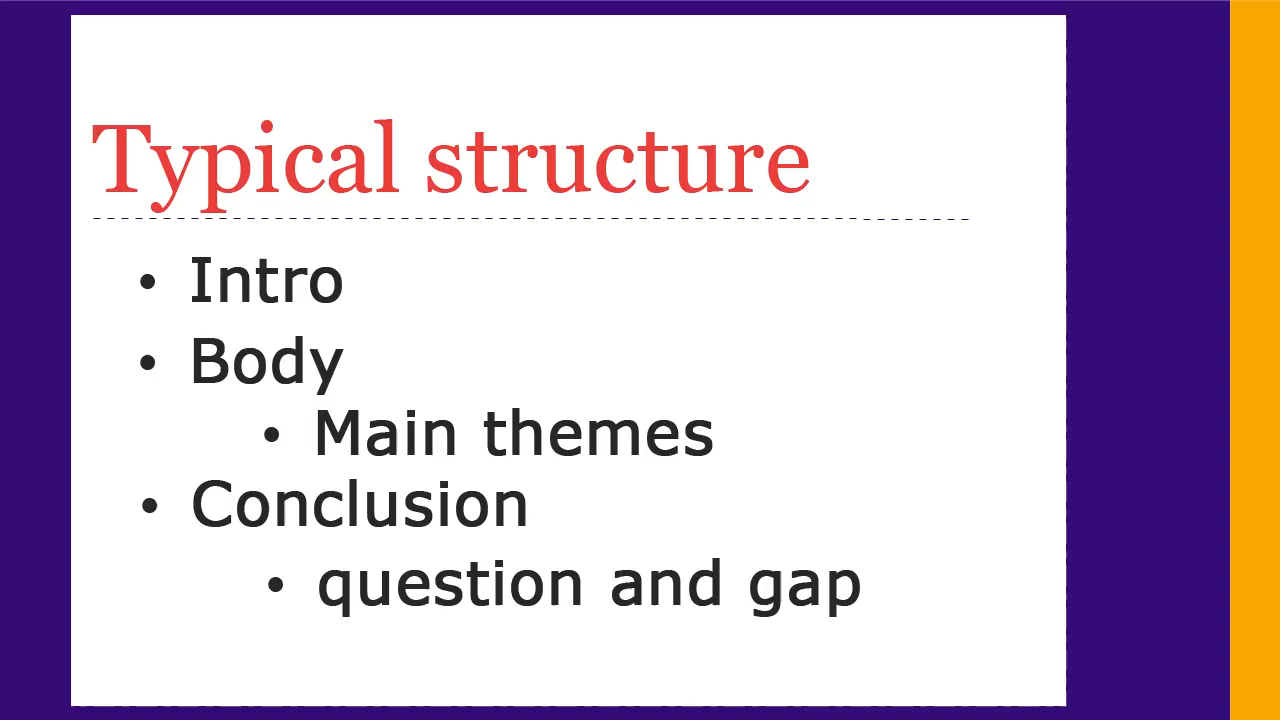 Typical structure
• Intro
• Body
• Main themes
• Conclusion
• question and gap